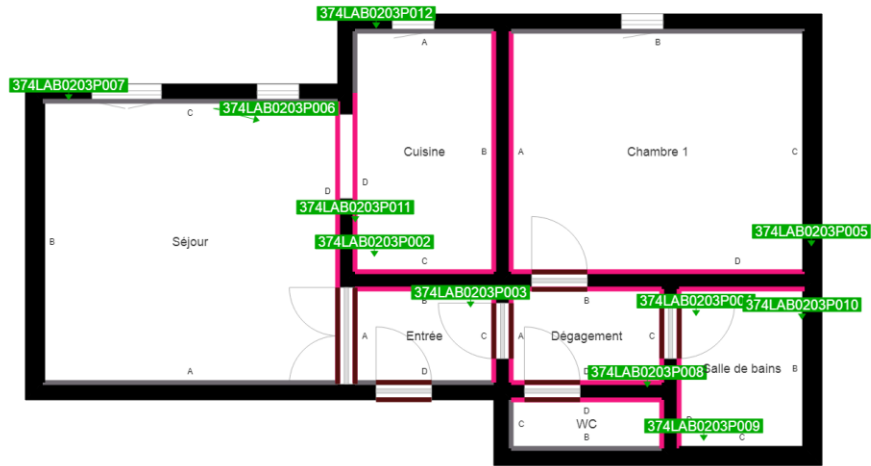 374LAB0203P012
A
B
374LAB0203P007
C
374LAB0203P006
Cuisine
B
A
Chambre 1
C
D
D
374LAB0203P011
B
Séjour
374LAB0203P002
374LAB0203P005
C
D
374LAB0203P003
B
B
374LAB0203P010
Entrée
C
A
Dégagement
C
A
D
D
374LAB0203P008
Salle de bains
B
D
C
WC
B
D
374LAB0203P009
C